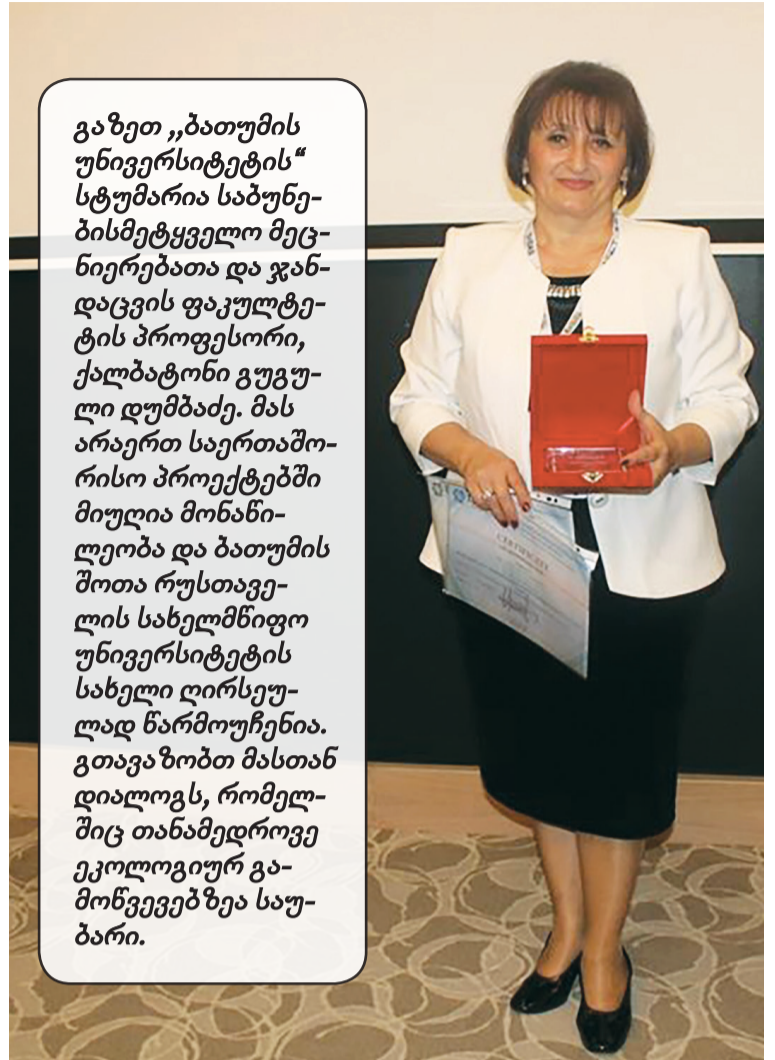 გაზეთ ,,ბათუმის
უნივერსიტეტის“
სტუმარია საბუნე-
ბისმეტყველო მეც-
ნიერებათა და ჯან-
დაცვის ფაკულტე-
ტის პროფესორი,
ქალბატონი გუგუ-
ლი დუმბაძე. მას
არაერთ საერთაშო-
რისო პროექტებში
მიუღია მონაწი-
ლეობა და ბათუმის
შოთა რუსთავე-
ლის სახელმწიფო
უნივერსიტეტის
სახელი ღირსეუ-
ლად წარმოუჩენია.
გთავაზობთ მასთან
დიალოგს, რომელ-
შიც თანამედროვე
ეკოლოგიურ გა-
მოწვევებზეა საუ-
ბარი.
CERTIFICATE